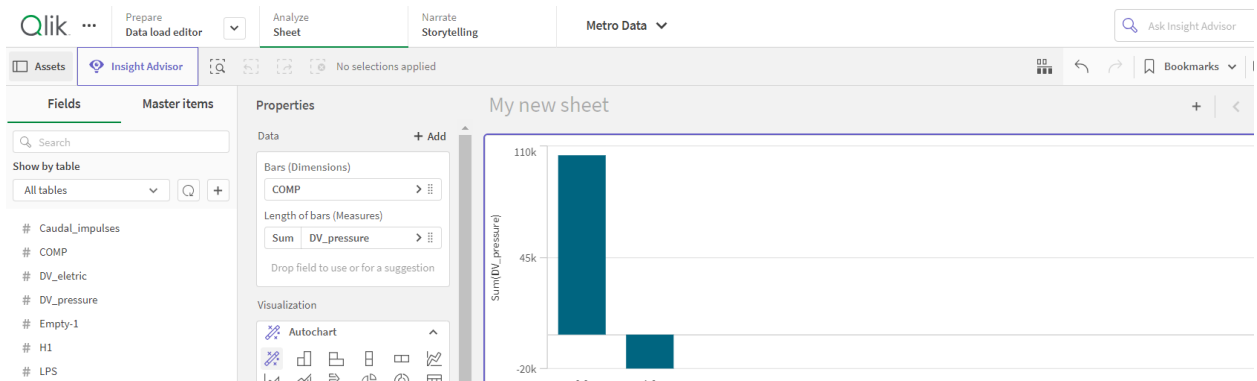 Qlik ...
Prepare
Data load editor
Analyze
Sheet
Narrate
Storytelling
Metro Data
Ask Insight Advisor
Assets
Insight Advisor
No selections applied
Bookmarks
Fields
Master items
Search
Show by table
All tables
# Caudal_impulses
# COMP
# DV_eletric
# DV_pressure
# Empty-1
# H1
# LPS
Properties
Data
+ Add
Bars (Dimensions)
COMP
Length of bars (Measures)
Sum DV_pressure
Drop field to use or for a suggestion
Visualization
Autochart
My new sheet
110k
45k
-20k
Sum(DV_pressure)